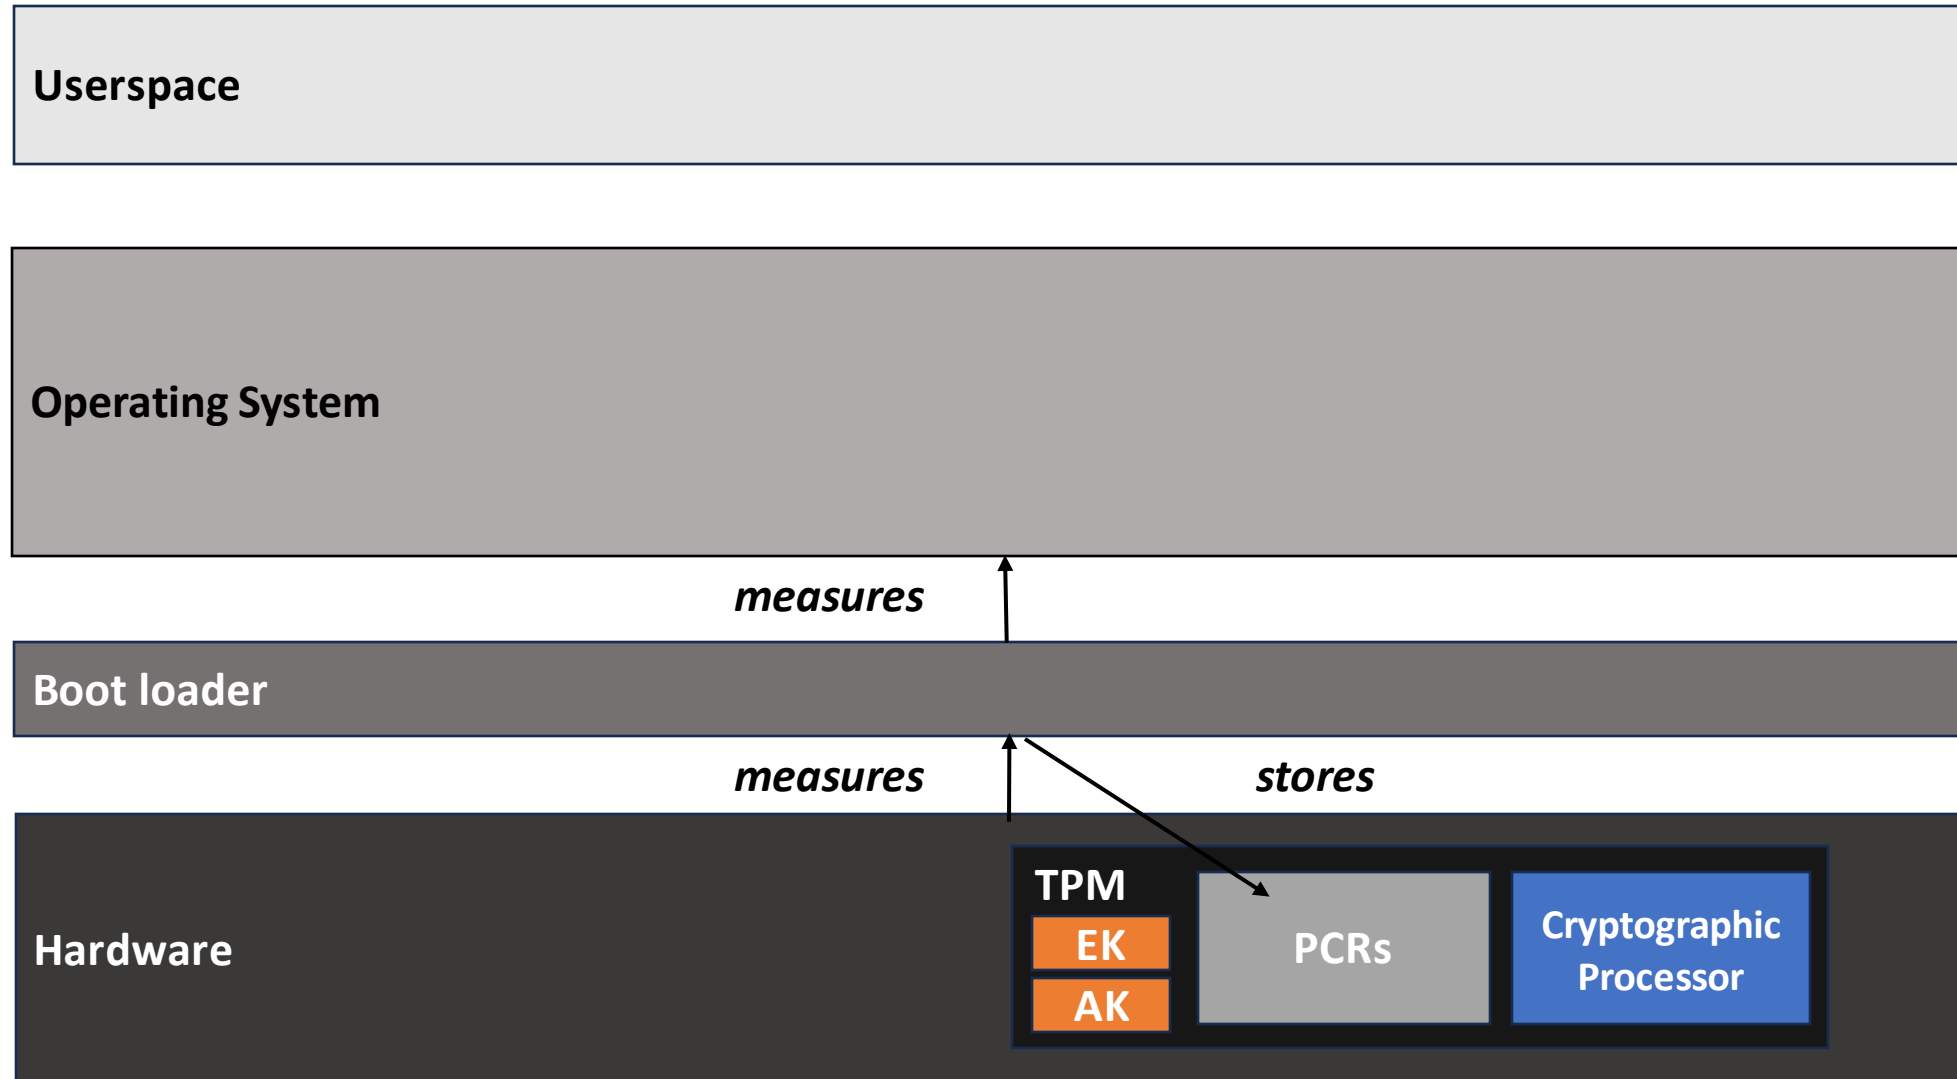 Userspace
Operating System
measures
Boot loader
measures
stores
Hardware
TPM
EK
AK
PCRs
Cryptographic
Processor